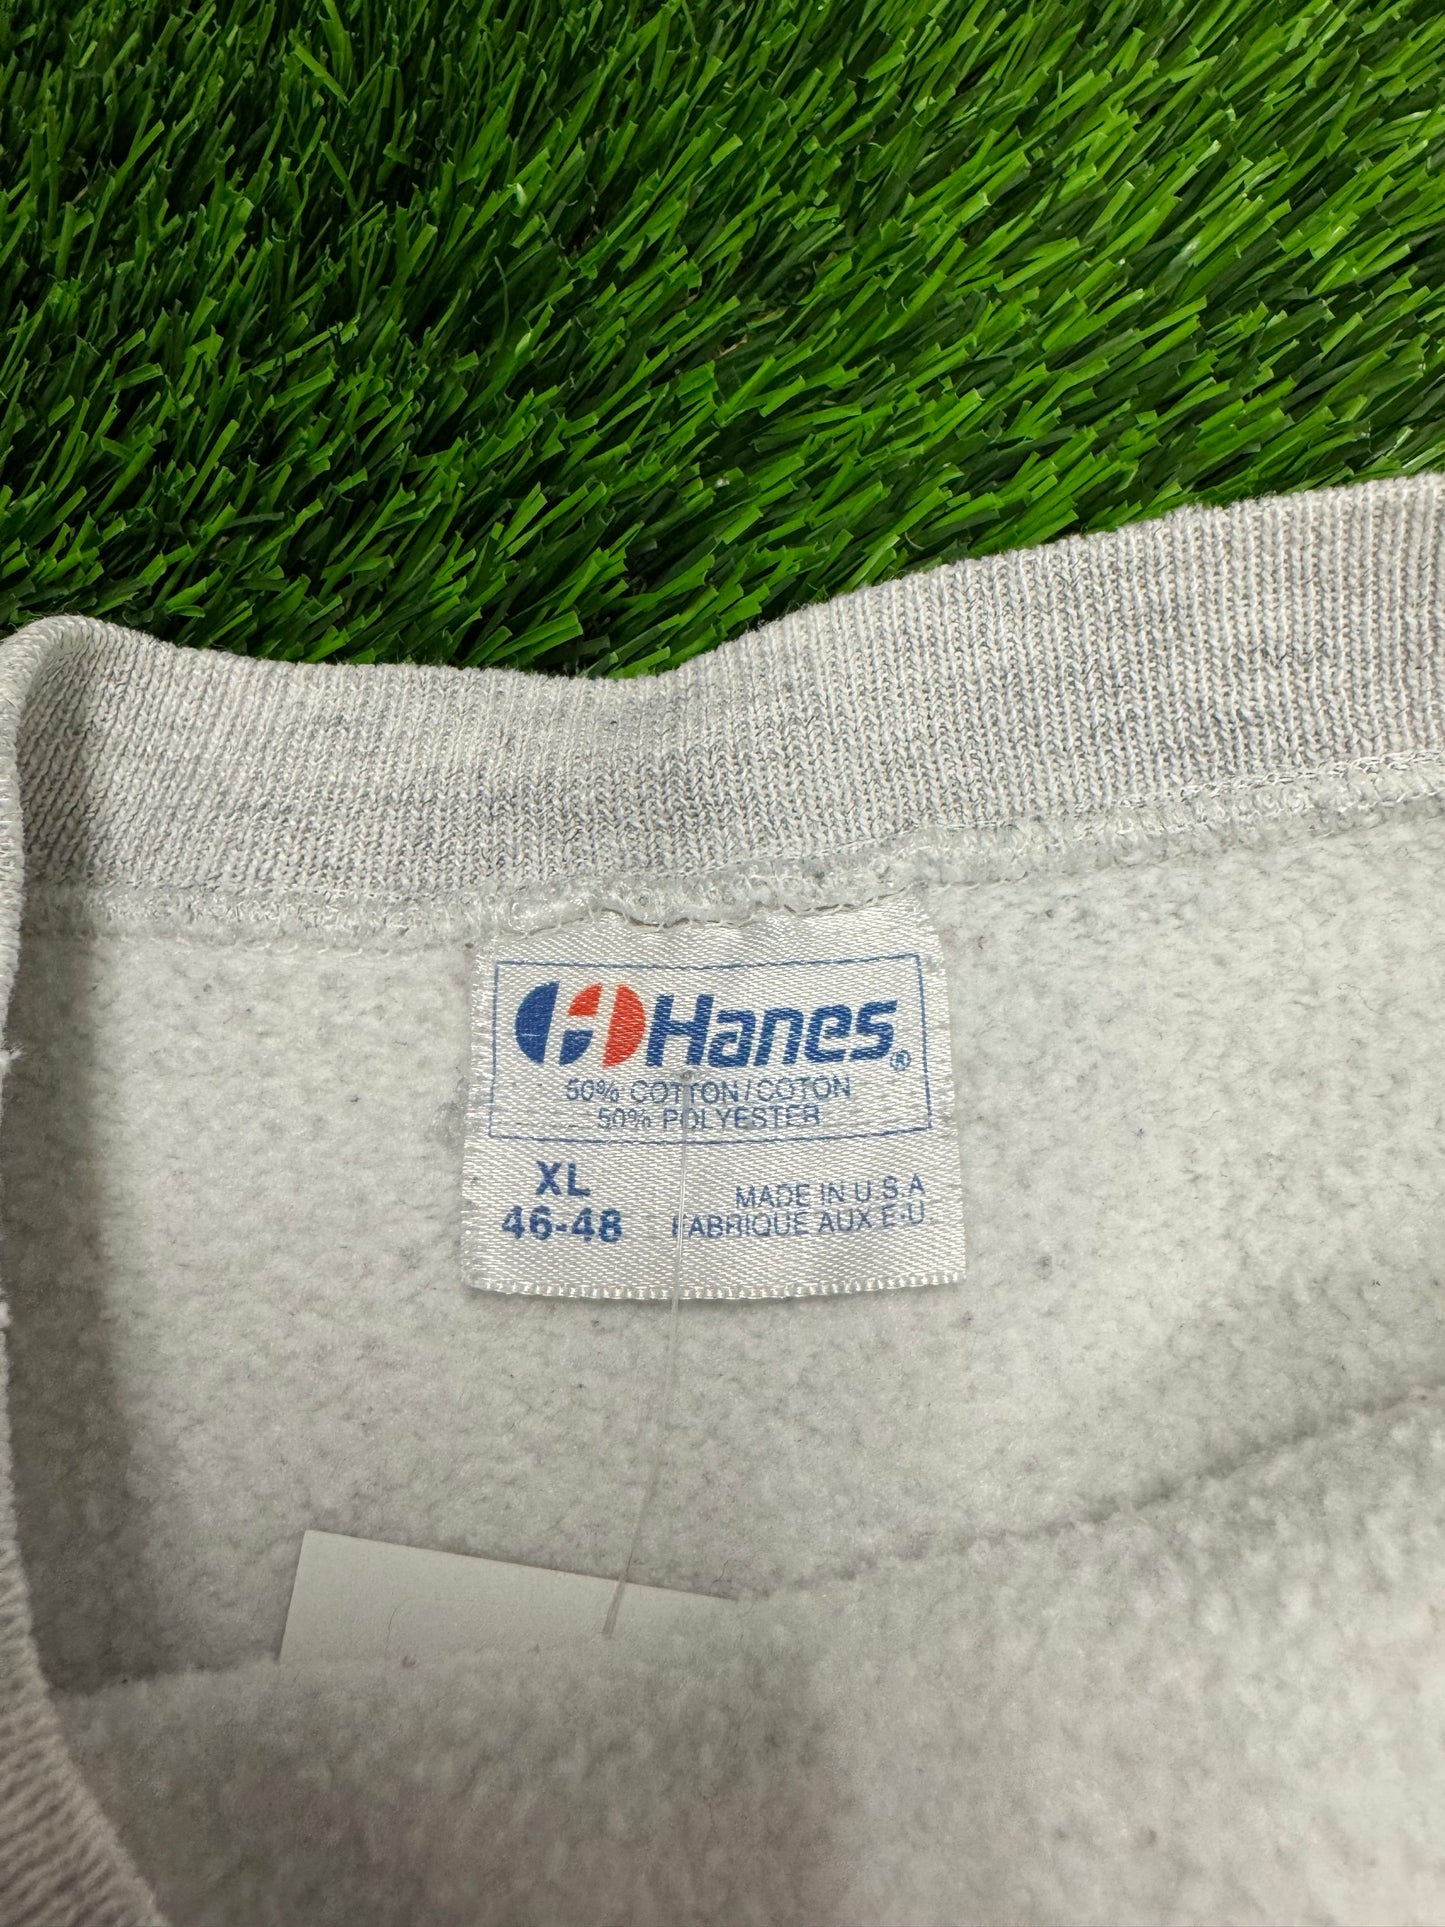 Hanes®
50% COTTON/COTON
50% POLYESTER
XL
46-48
MADE IN U.S.A
FABRIQUE AUX E.-U.